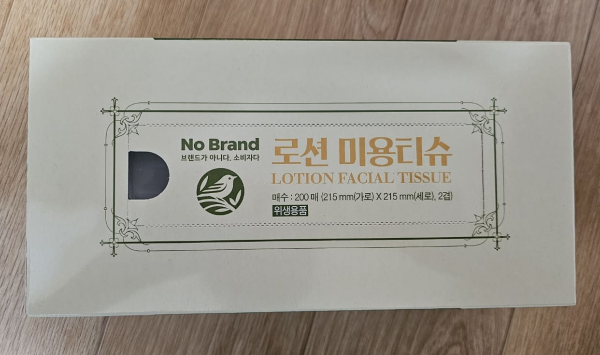 No Brand
브랜드가 아니다, 소비자다
로션 미용티슈
LOTION FACIAL TISSUE
매수 : 200 매 (215 mm(가로) X 215 mm(세로), 2겹)
위생용품